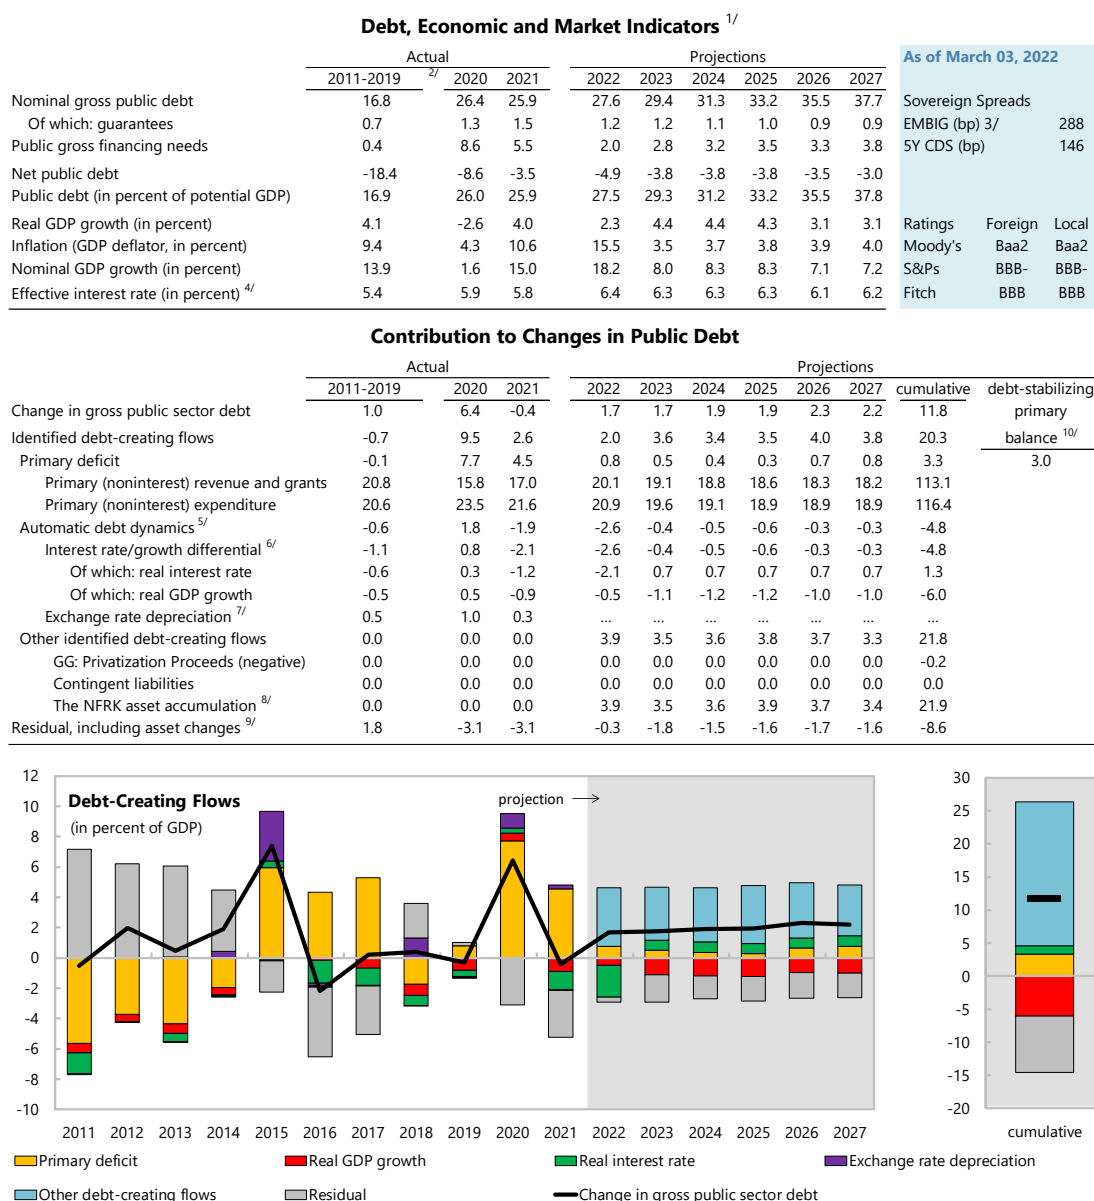 Debt, Economic and Market Indicators 1/
Actual Projections As of March 03, 2022
2011-2019 2/ 2020 2021 2022 2023 2024 2025 2026 2027
Nominal gross public debt 16.8 26.4 25.9 27.6 29.4 31.3 33.2 35.5 37.7 Sovereign Spreads
Of which: guarantees 0.7 1.3 1.5 1.2 1.2 1.1 1.0 0.9 0.9 EMBIG (bp) 3/ 288
Public gross financing needs 0.4 8.6 5.5 2.0 2.8 3.2 3.5 3.3 3.8 5Y CDS (bp) 146
Net public debt -18.4 -8.6 -3.5 -4.9 -3.8 -3.8 -3.8 -3.5 -3.0
Public debt (in percent of potential GDP) 16.9 26.0 25.9 27.5 29.3 31.2 33.2 35.5 37.8
Real GDP growth (in percent) 4.1 -2.6 4.0 2.3 4.4 4.4 4.3 3.1 3.1 Ratings Foreign Local
Inflation (GDP deflator, in percent) 9.4 4.3 10.6 15.5 3.5 3.7 3.8 3.9 4.0 Moody's Baa2 Baa2
Nominal GDP growth (in percent) 13.9 1.6 15.0 18.2 8.0 8.3 8.3 7.1 7.2 S&Ps BBB- BBB-
Effective interest rate (in percent) 4/ 5.4 5.9 5.8 6.4 6.3 6.3 6.3 6.1 6.2 Fitch BBB BBB
Contribution to Changes in Public Debt
Actual Projections
2011-2019 2020 2021 2022 2023 2024 2025 2026 2027 cumulative debt-stabilizing
Change in gross public sector debt 1.0 6.4 -0.4 1.7 1.7 1.9 1.9 2.3 2.2 11.8 primary
Identified debt-creating flows -0.7 9.5 2.6 2.0 3.6 3.4 3.5 4.0 3.8 20.3 balance 10/
Primary deficit -0.1 7.7 4.5 0.8 0.5 0.4 0.3 0.7 0.8 3.3 3.0
Primary (noninterest) revenue and grants 20.8 15.8 17.0 20.1 19.1 18.8 18.6 18.3 18.2 113.1
Primary (noninterest) expenditure 20.6 23.5 21.6 20.9 19.6 19.1 18.9 18.9 18.9 116.4
Automatic debt dynamics 5/ -0.6 1.8 -1.9 -2.6 -0.4 -0.5 -0.6 -0.3 -0.3 -4.8
Interest rate/growth differential 6/ -1.1 0.8 -2.1 -2.6 -0.4 -0.5 -0.6 -0.3 -0.3 -4.8
Of which: real interest rate -0.6 0.3 -1.2 -2.1 0.7 0.7 0.7 0.7 0.7 1.3
Of which: real GDP growth -0.5 0.5 -0.9 -0.5 -1.1 -1.2 -1.2 -1.0 -1.0 -6.0
Exchange rate depreciation 7/ 0.5 1.0 0.3 ... ... ... ... ... ... ...
Other identified debt-creating flows 0.0 0.0 0.0 3.9 3.5 3.6 3.8 3.7 3.3 21.8
GG: Privatization Proceeds (negative) 0.0 0.0 0.0 0.0 0.0 0.0 0.0 0.0 0.0 -0.2
Contingent liabilities 0.0 0.0 0.0 0.0 0.0 0.0 0.0 0.0 0.0 0.0
The NFRK asset accumulation 8/ 0.0 0.0 0.0 3.9 3.5 3.6 3.9 3.7 3.4 21.9
Residual, including asset changes 9/ 1.8 -3.1 -3.1 -0.3 -1.8 -1.5 -1.6 -1.7 -1.6 -8.6
Debt-Creating Flows
(in percent of GDP)
projection
12
10
8
6
4
2
0
-2
-4
-6
-8
-10
2011 2012 2013 2014 2015 2016 2017 2018 2019 2020 2021 2022 2023 2024 2025 2026 2027
30
25
20
15
10
5
0
-5
-10
-15
-20
cumulative
Primary deficit Real GDP growth Real interest rate Exchange rate depreciation
Other debt-creating flows Residual Change in gross public sector debt